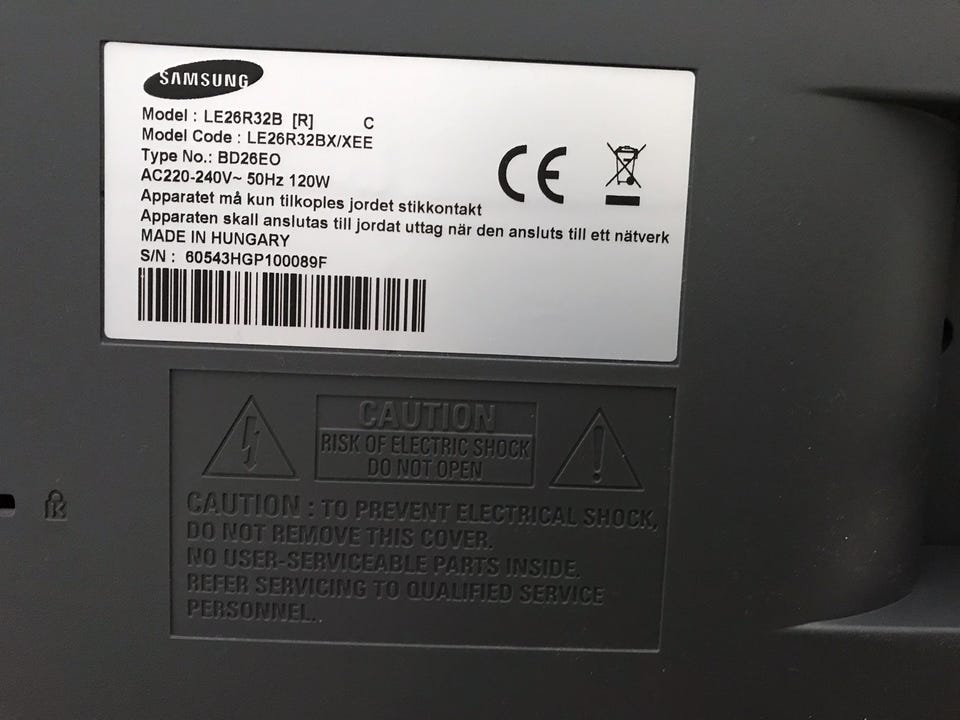 SAMSUNG
Model : LE26R32B [R] C
Model Code : LE26R32BX/XEE
Type No.: BD26EO
AC220-240V~ 50Hz 120W
Apparatet må kun tilkoples jordet stikkontakt
Apparaten skall anslutas till jordat uttag när den ansluts till ett nätverk
MADE IN HUNGARY
S/N : 60543HGP100089F
CE
CAUTION
RISK OF ELECTRIC SHOCK
DO NOT OPEN
CAUTION : TO PREVENT ELECTRICAL SHOCK,
DO NOT REMOVE THIS COVER.
NO USER-SERVICEABLE PARTS INSIDE.
REFER SERVICING TO QUALIFIED SERVICE
PERSONNEL..